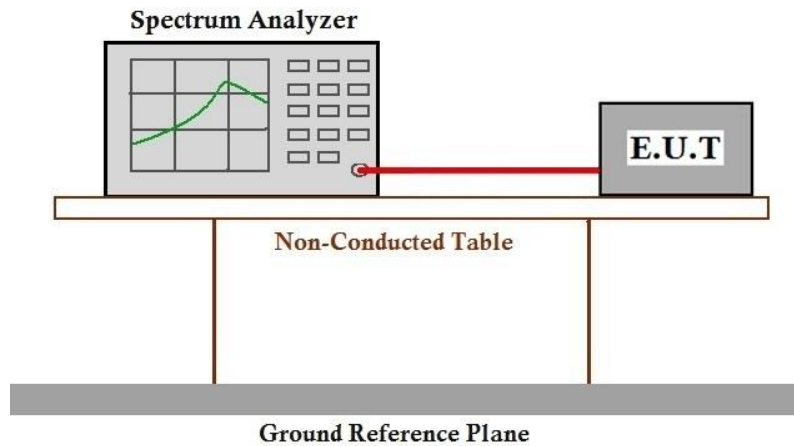 Spectrum Analyzer
E.U.T
Non-Conducted Table
Ground Reference Plane